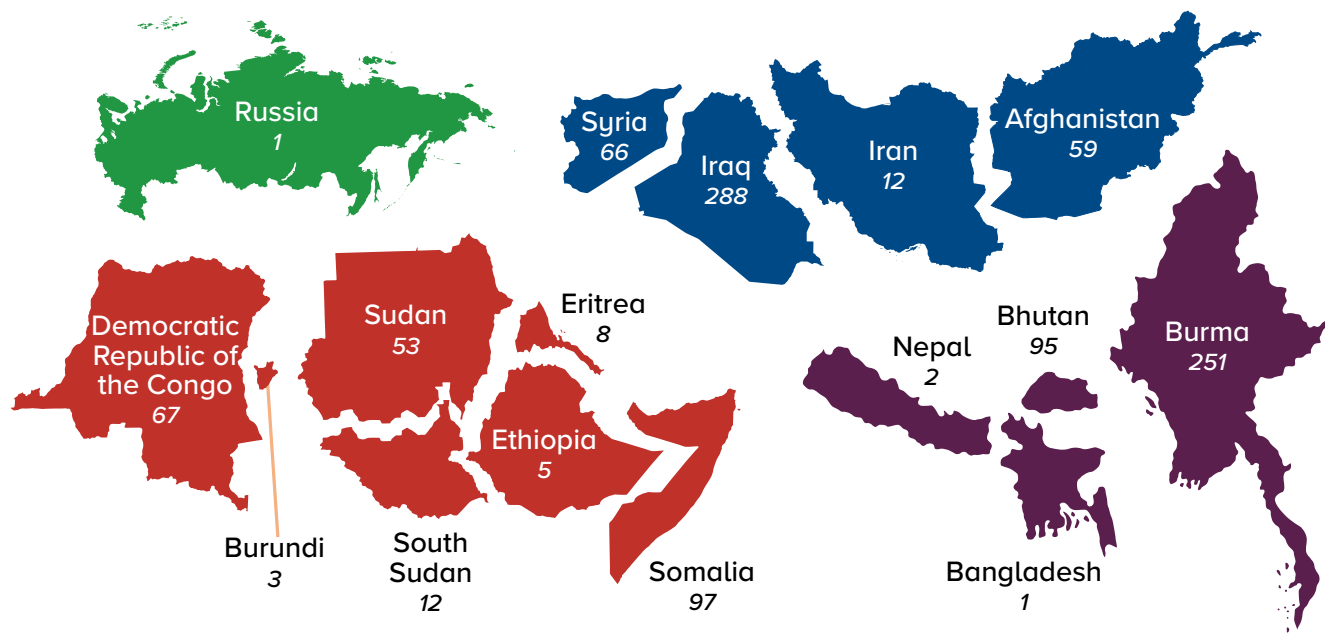 Russia
1
Syria
66
Iraq
288
Iran
12
Afghanistan
59
Democratic
Republic of
the Congo
67
Burundi
3
Sudan
53
South
Sudan
12
Eritrea
8
Ethiopia
5
Somalia
97
Nepal
2
Bhutan
95
Bangladesh
1
Burma
251